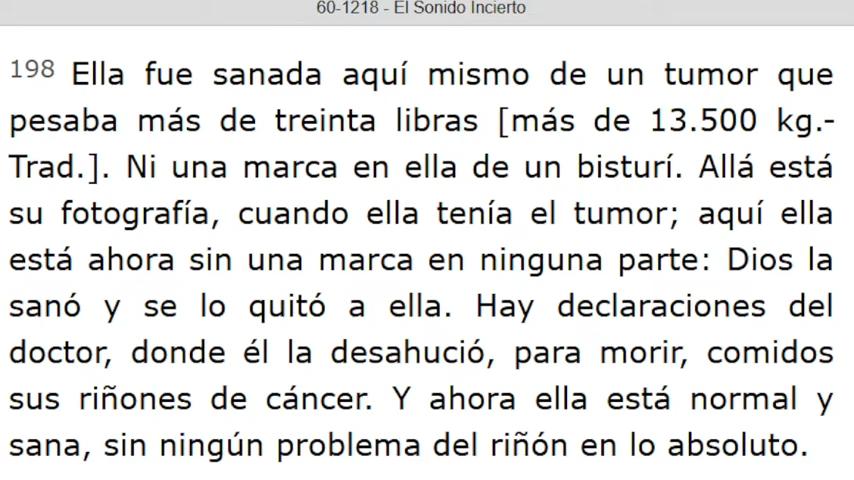 60-1218 - El Sonido Incierto
198 Ella fue sanada aquí mismo de un tumor que
pesaba más de treinta libras [más de 13.500 kg.-
Trad.]. Ni una marca en ella de un bisturí. Allá está
su fotografía, cuando ella tenía el tumor; aquí ella
está ahora sin una marca en ninguna parte: Dios la
sanó y se lo quitó a ella. Hay declaraciones del
doctor, donde él la desahució, para morir, comidos
sus riñones de cáncer. Y ahora ella está normal y
sana, sin ningún problema del riñón en lo absoluto.